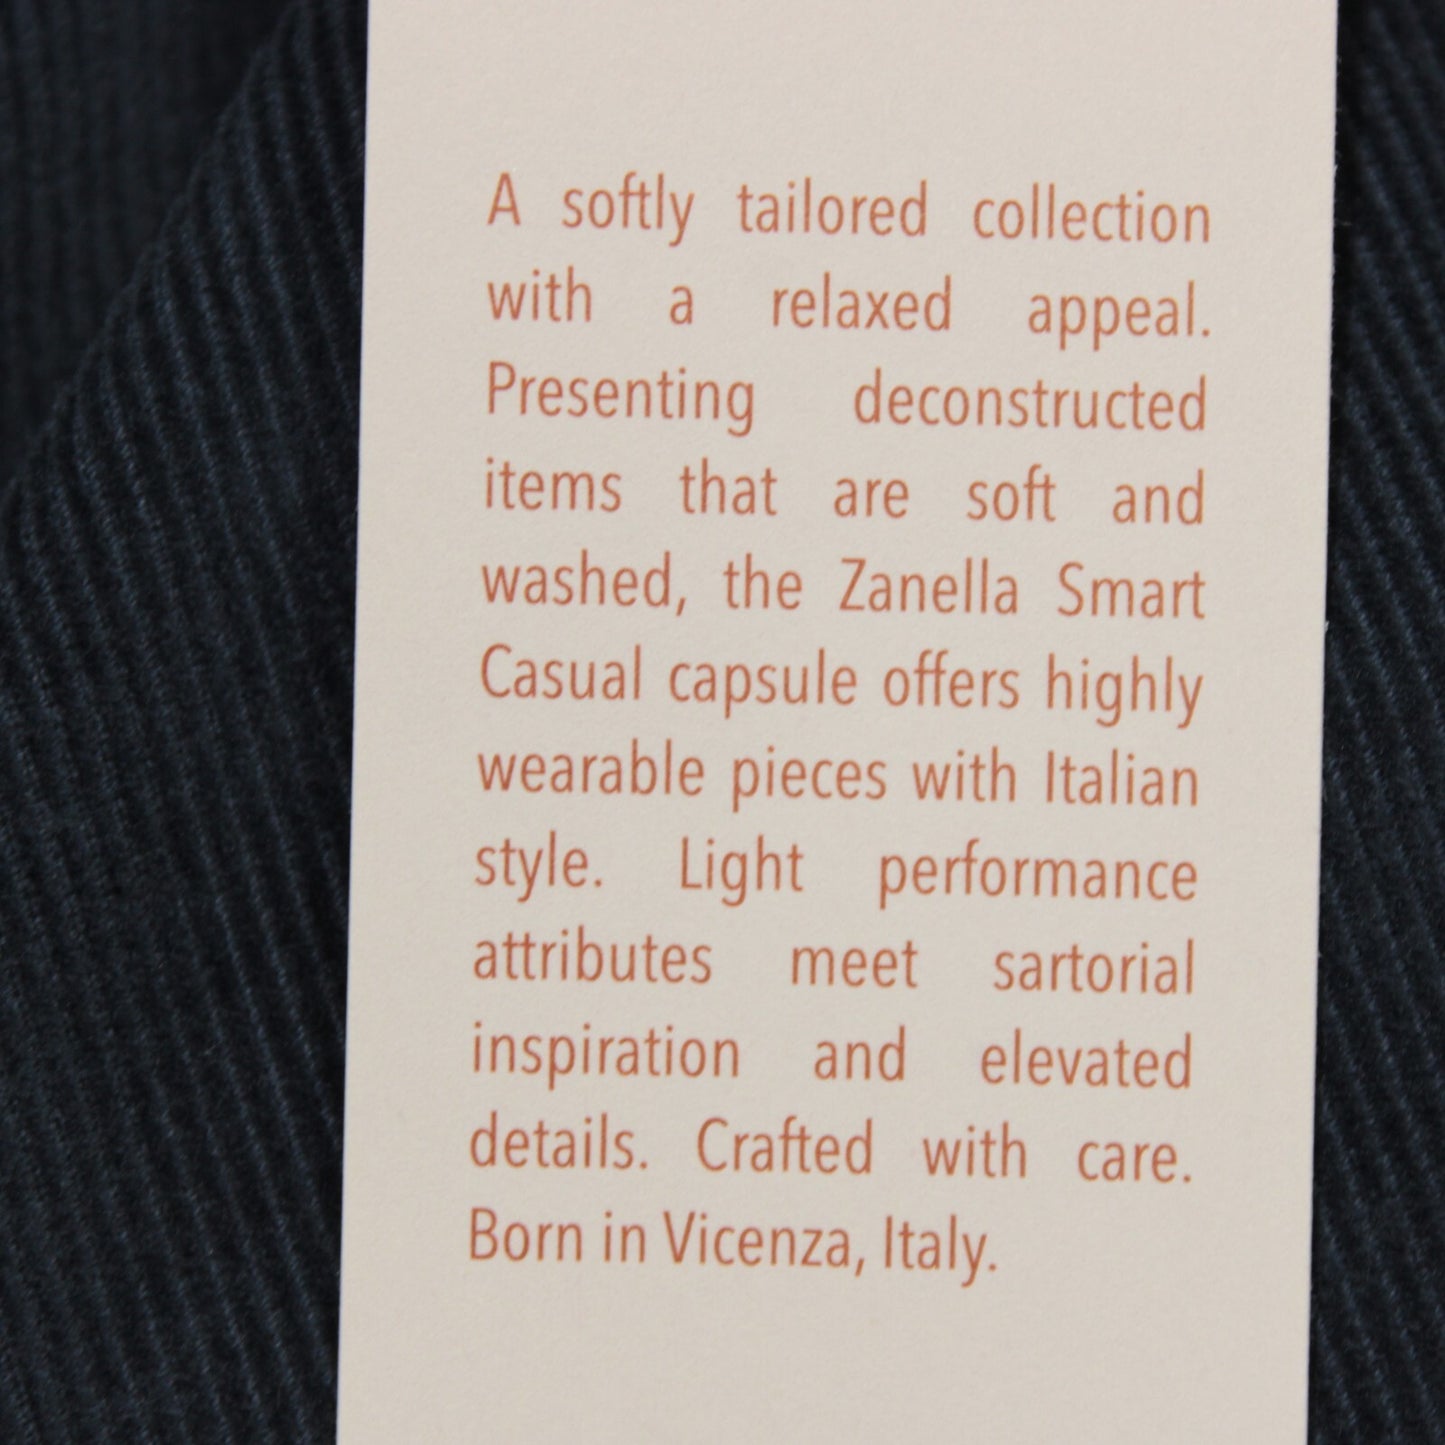 A softly tailored collection
with a relaxed appeal.
Presenting deconstructed
items that are soft and
washed, the Zanella Smart
Casual capsule offers highly
wearable pieces with Italian
style. Light performance
attributes meet sartorial
inspiration and elevated
details. Crafted with care.
Born in Vicenza, Italy.